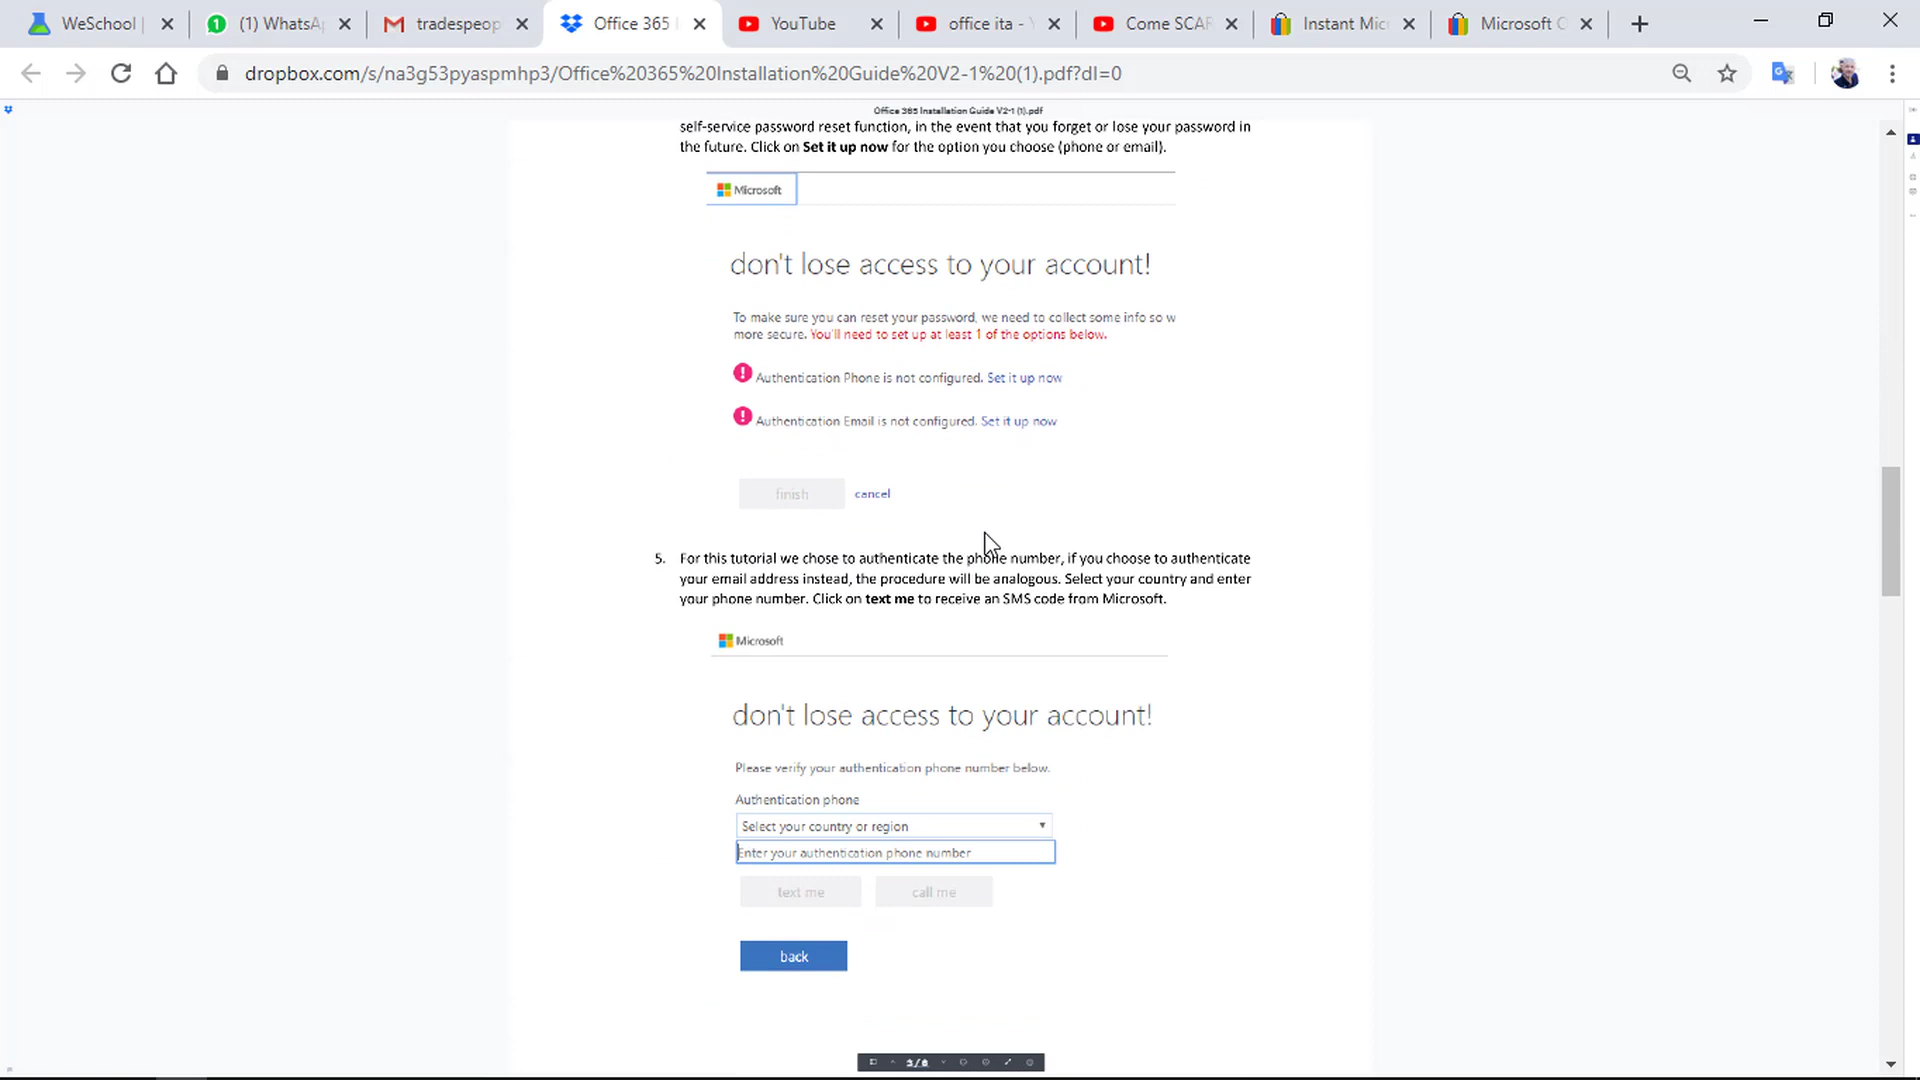 WeSchool |
(1) WhatsAp
tradespeop
Office 365 I
YouTube
office ita - Y
Come SCAR
Instant Mic
Microsoft O
dropbox.com/s/na3g53pyaspmhp3/Office%20365%20Installation%20Guide%20V2-1%20(1).pdf?dl=0
Office 365 Installation Guide V2-1 (1).pdf
self-service password reset function, in the event that you forget or lose your password in
the future. Click on Set it up now for the option you choose (phone or email).
Microsoft
don't lose access to your account!
To make sure you can reset your password, we need to collect some info so w
more secure. You'll need to set up at least 1 of the options below.
Authentication Phone is not configured. Set it up now
Authentication Email is not configured. Set it up now
finish cancel
5. For this tutorial we chose to authenticate the phone number, if you choose to authenticate
your email address instead, the procedure will be analogous. Select your country and enter
your phone number. Click on text me to receive an SMS code from Microsoft.
Microsoft
don't lose access to your account!
Please verify your authentication phone number below.
Authentication phone
Select your country or region
Enter your authentication phone number
text me call me
back